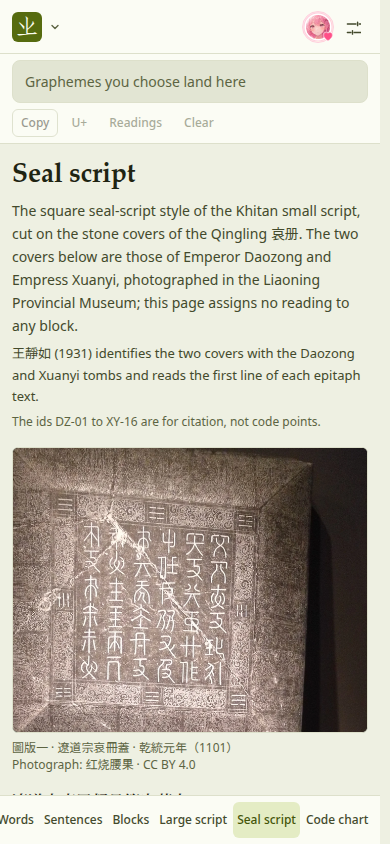 Graphemes you choose land here
Copy U+ Readings Clear
Seal script
The square seal-script style of the Khitan small script,
cut on the stone covers of the Qingling 哀册. The two
covers below are those of Emperor Daozong and
Empress Xuanyi, photographed in the Liaoning
Provincial Museum; this page assigns no reading to
any block.
王靜如 (1931) identifies the two covers with the Daozong
and Xuanyi tombs and reads the first line of each epitaph
text.
The ids DZ-01 to XY-16 are for citation, not code points.
圖版一 · 遼道宗哀冊蓋 · 乾統元年（1101）
Photograph: 红烧腰果 · CC BY 4.0
Words Sentences Blocks Large script Seal script Code chart